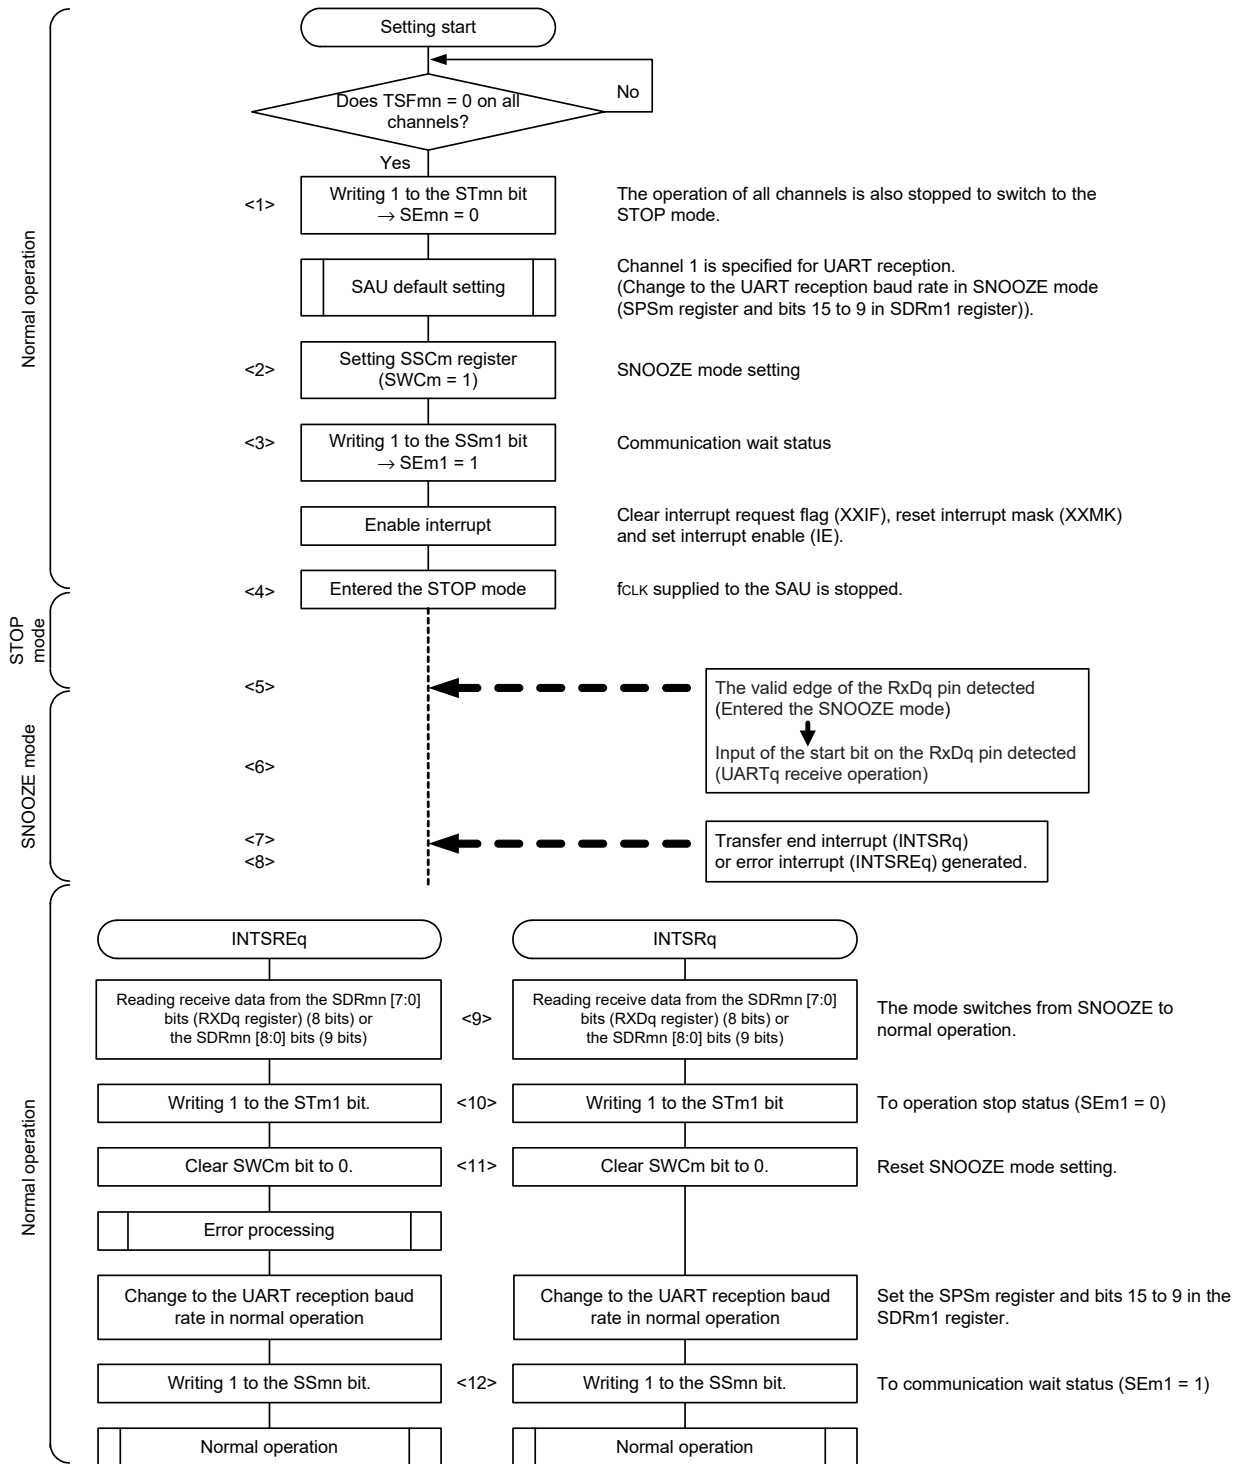 Setting start
No
Does TSFmn = 0 on all
channels?
Yes
<1>
Writing 1 to the STmn bit
→ SEmn = 0
The operation of all channels is also stopped to switch to the
STOP mode.
Normal operation
SAU default setting
Channel 1 is specified for UART reception.
(Change to the UART reception baud rate in SNOOZE mode
(SPSm register and bits 15 to 9 in SDRm1 register)).
<2>
Setting SSCm register
(SWCm = 1)
SNOOZE mode setting
<3>
Writing 1 to the SSm1 bit
→ SEm1 = 1
Communication wait status
Enable interrupt
Clear interrupt request flag (XXIF), reset interrupt mask (XXMK)
and set interrupt enable (IE).
<4>
Entered the STOP mode
fCLK supplied to the SAU is stopped.
STOP
mode
<5>
The valid edge of the RxDq pin detected
(Entered the SNOOZE mode)
SNOOZE mode
<6>
Input of the start bit on the RxDq pin detected
(UARTq receive operation)
<7>
<8>
Transfer end interrupt (INTSRq)
or error interrupt (INTSREq) generated.
INTSREq
INTSRq
Reading receive data from the SDRmn [7:0]
bits (RXDq register) (8 bits) or
the SDRmn [8:0] bits (9 bits)
<9>
Reading receive data from the SDRmn [7:0]
bits (RXDq register) (8 bits) or
the SDRmn [8:0] bits (9 bits)
The mode switches from SNOOZE to
normal operation.
Writing 1 to the STm1 bit.
<10>
Writing 1 to the STm1 bit
To operation stop status (SEm1 = 0)
Normal operation
Clear SWCm bit to 0.
<11>
Clear SWCm bit to 0.
Reset SNOOZE mode setting.
Error processing
Change to the UART reception baud
rate in normal operation
Change to the UART reception baud
rate in normal operation
Set the SPSm register and bits 15 to 9 in the
SDRm1 register.
Writing 1 to the SSmn bit.
<12>
Writing 1 to the SSmn bit.
To communication wait status (SEm1 = 1)
Normal operation
Normal operation